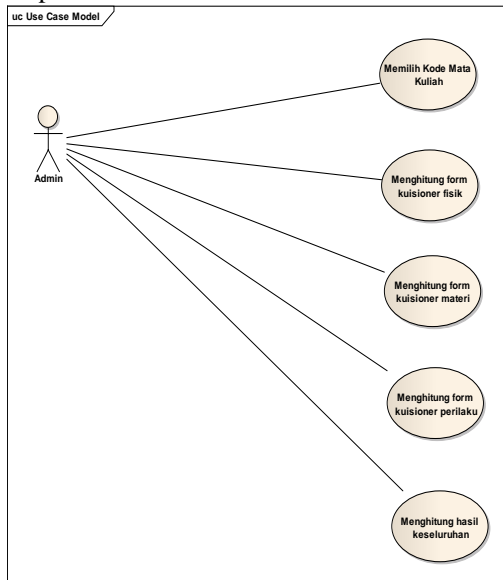 uc Use Case Model
Memilih Kode Mata
Kuliah
Admin
Menghitung form
kuisioner fisik
Menghitung form
kuisioner materi
Menghitung form
kuisioner perilaku
Menghitung hasil
keseluruhan